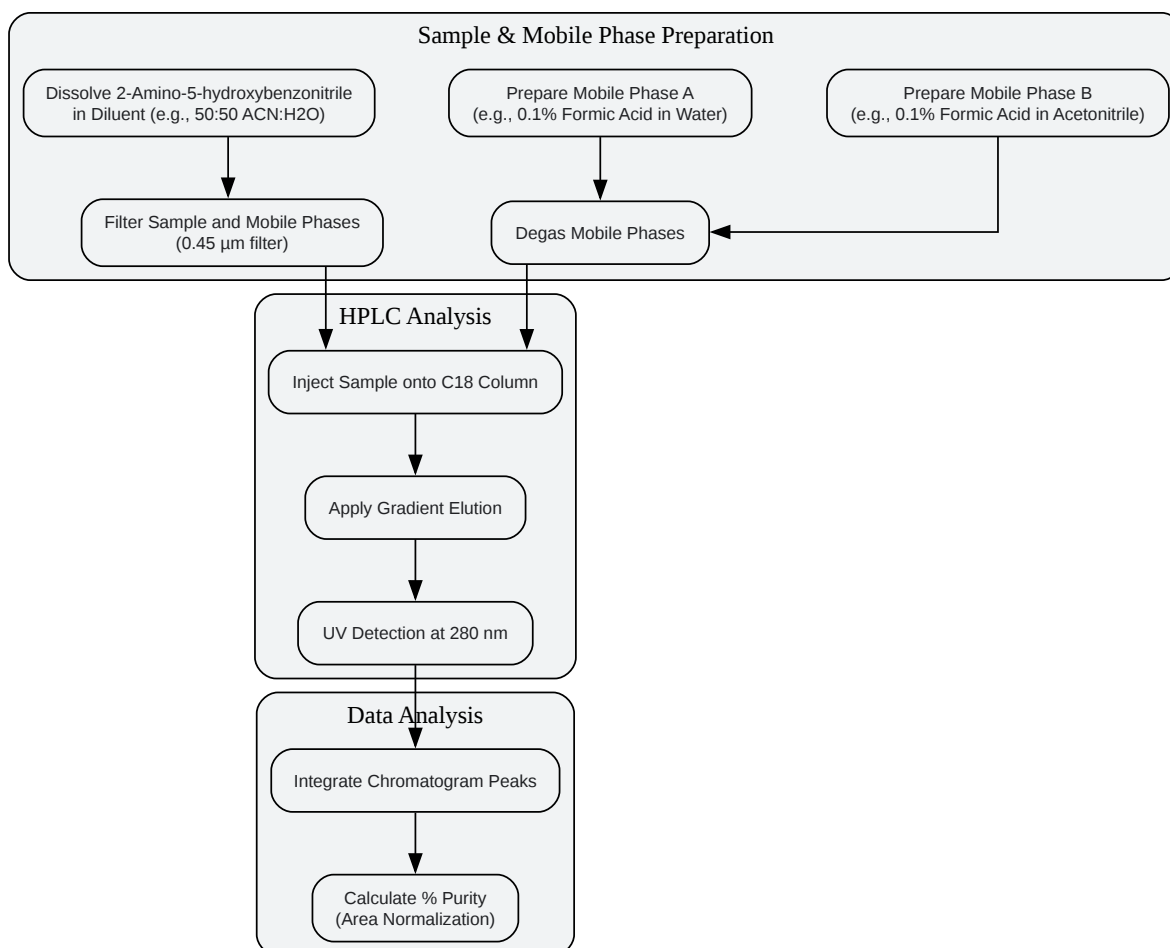 Sample & Mobile Phase Preparation
Dissolve 2-Amino-5-hydroxybenzonitrile
in Diluent (e.g., 50:50 ACN:H2O)
Prepare Mobile Phase A
(e.g., 0.1% Formic Acid in Water)
Prepare Mobile Phase B
(e.g., 0.1% Formic Acid in Acetonitrile)
Filter Sample and Mobile Phases
(0.45 µm filter)
Degas Mobile Phases
HPLC Analysis
Inject Sample onto C18 Column
Apply Gradient Elution
UV Detection at 280 nm
Data Analysis
Integrate Chromatogram Peaks
Calculate % Purity
(Area Normalization)